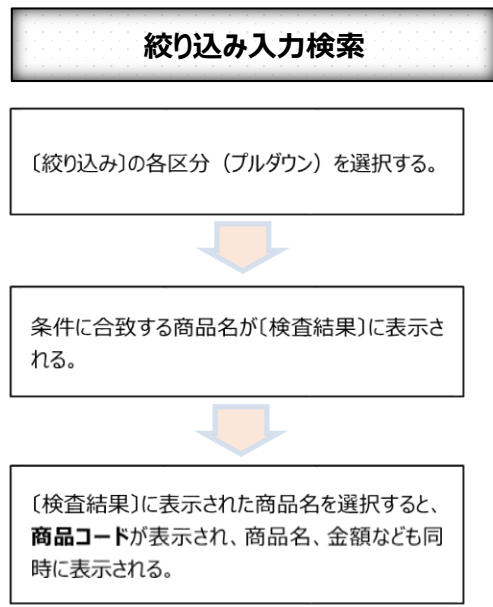 絞り込み入力検索
〔絞り込み〕の各区分（プルダウン）を選択する。
条件に合致する商品名が〔検査結果〕に表示さ
れる。
〔検査結果〕に表示された商品名を選択すると、
商品コードが表示され、商品名、金額なども同
時に表示される。